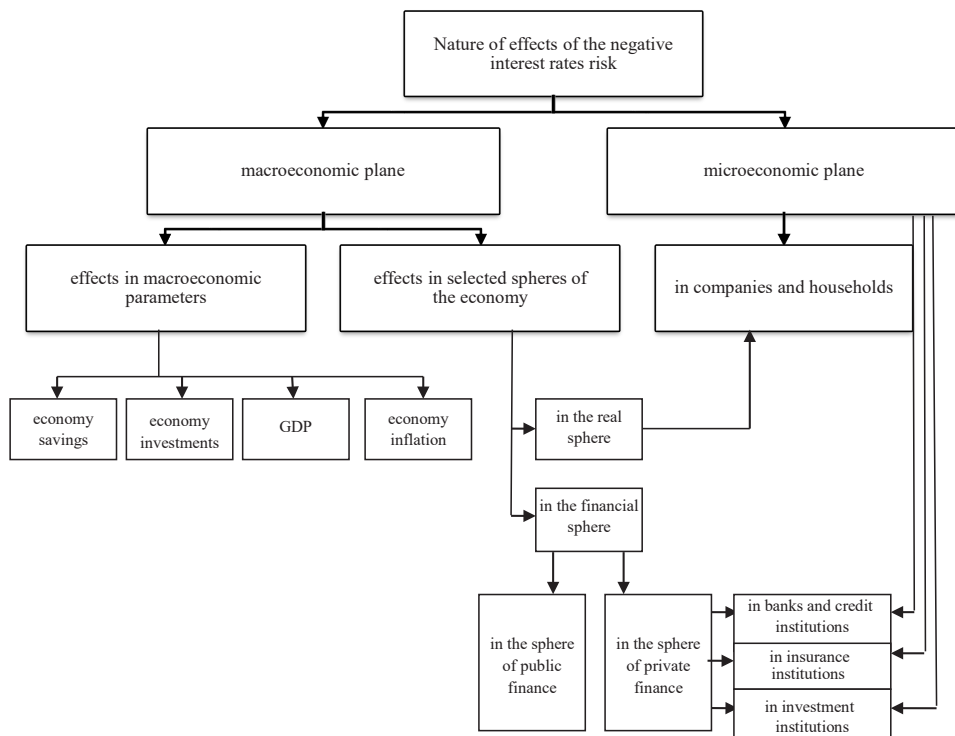 Nature of effects of the negative
interest rates risk
macroeconomic plane
microeconomic plane
effects in macroeconomic
parameters
effects in selected spheres of
the economy
in companies and households
economy
savings
economy
investments
GDP
economy
inflation
in the real
sphere
in the financial
sphere
in the sphere
of public
finance
in the sphere
of private
finance
in banks and credit
institutions
in insurance
institutions
in investment
institutions